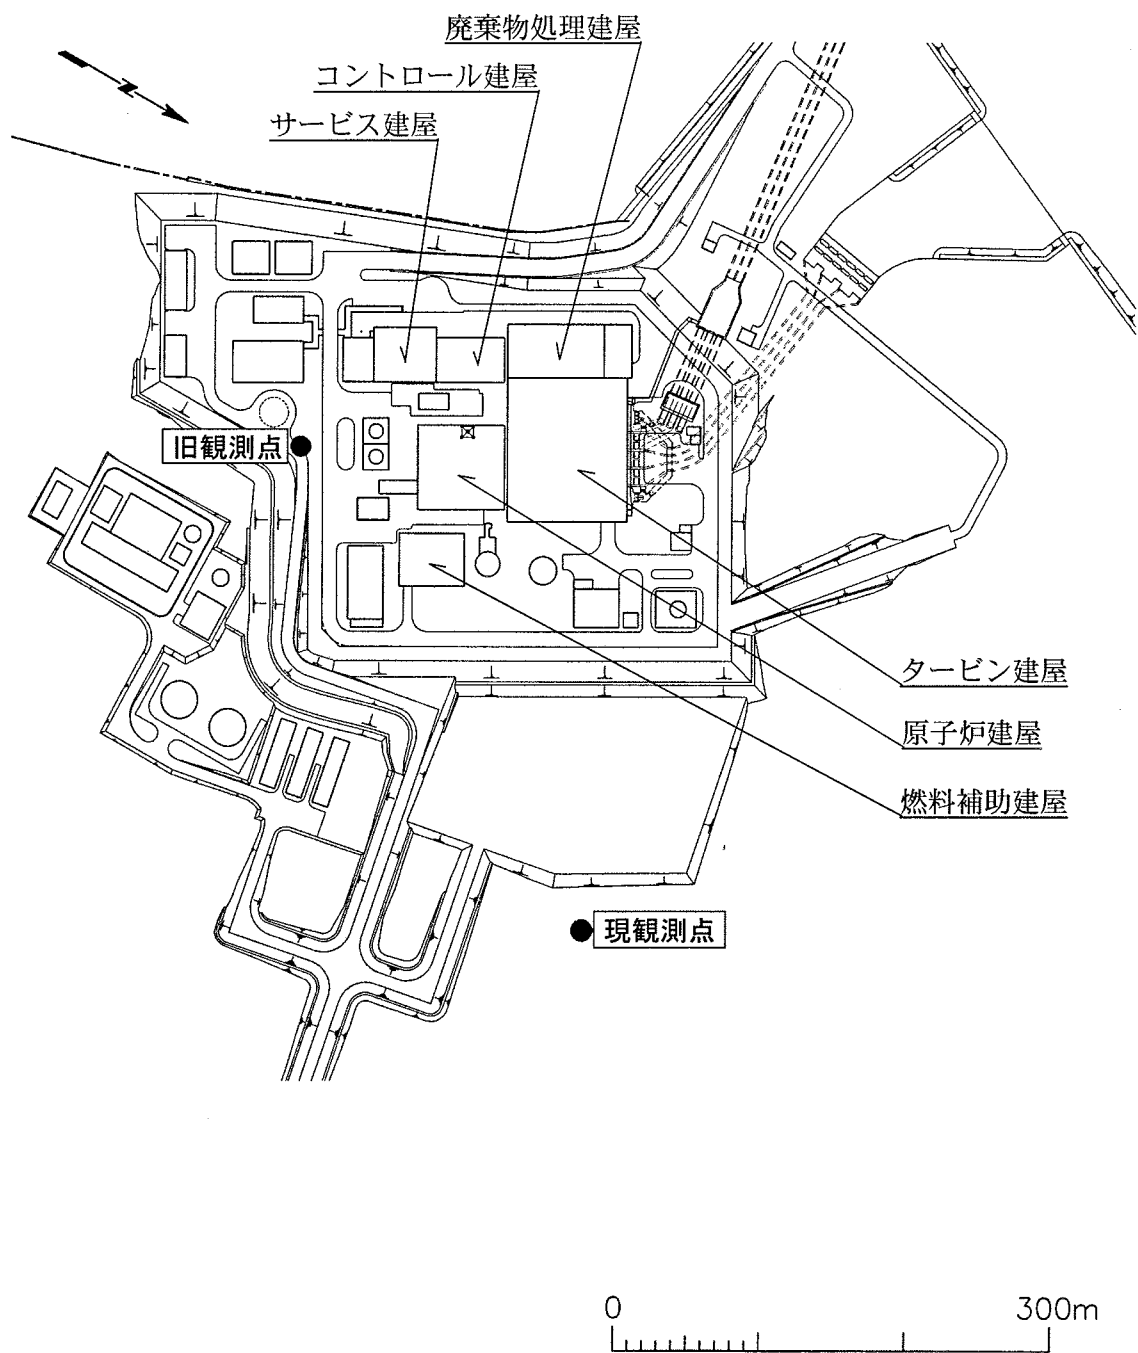 廃棄物処理建屋
コントロール建屋
サービス建屋
N
旧観測点
タービン建屋
原子炉建屋
燃料補助建屋
現観測点
0 300m